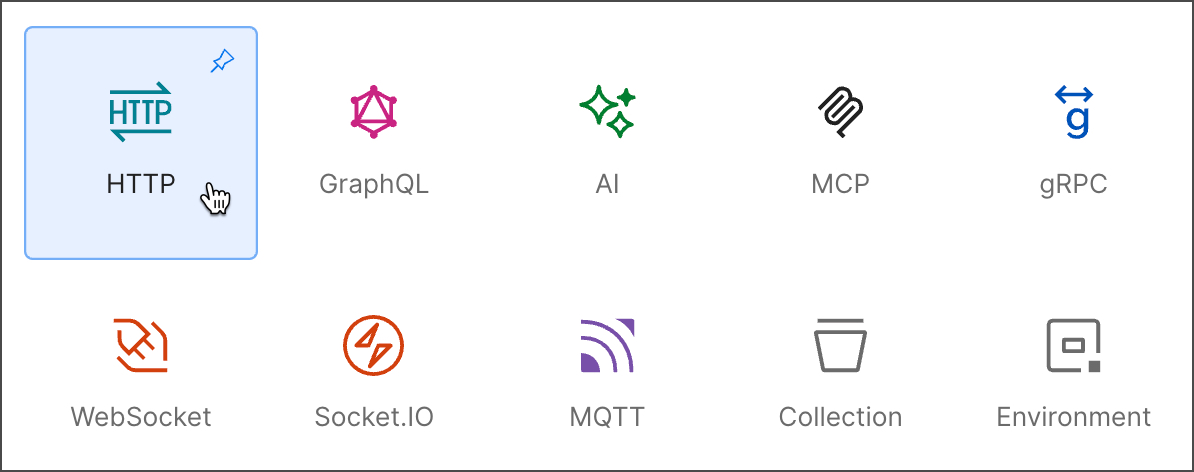 HTTP
HTTP
GraphQL
AI
MCP
g
gRPC
WebSocket
Socket.IO
MQTT
Collection
Environment